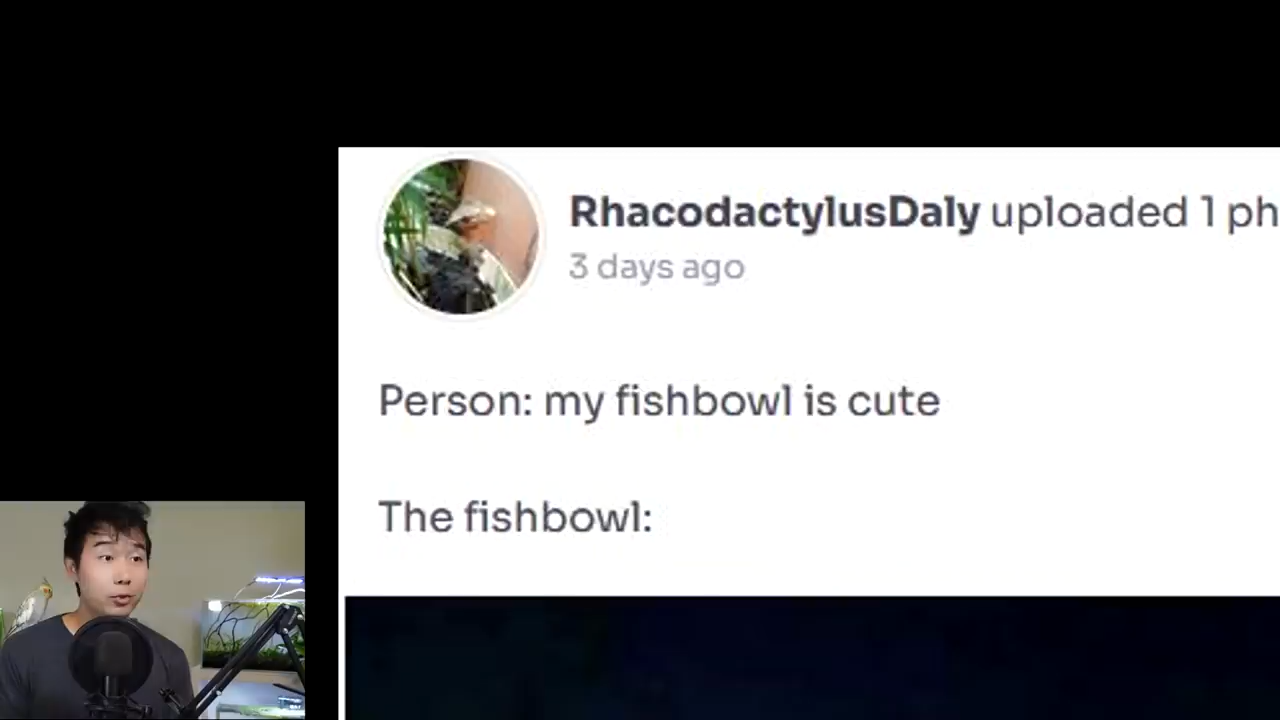 RhacodactylusDaly uploaded 1 ph
3 days ago
Person: my fishbowl is cute
The fishbowl: